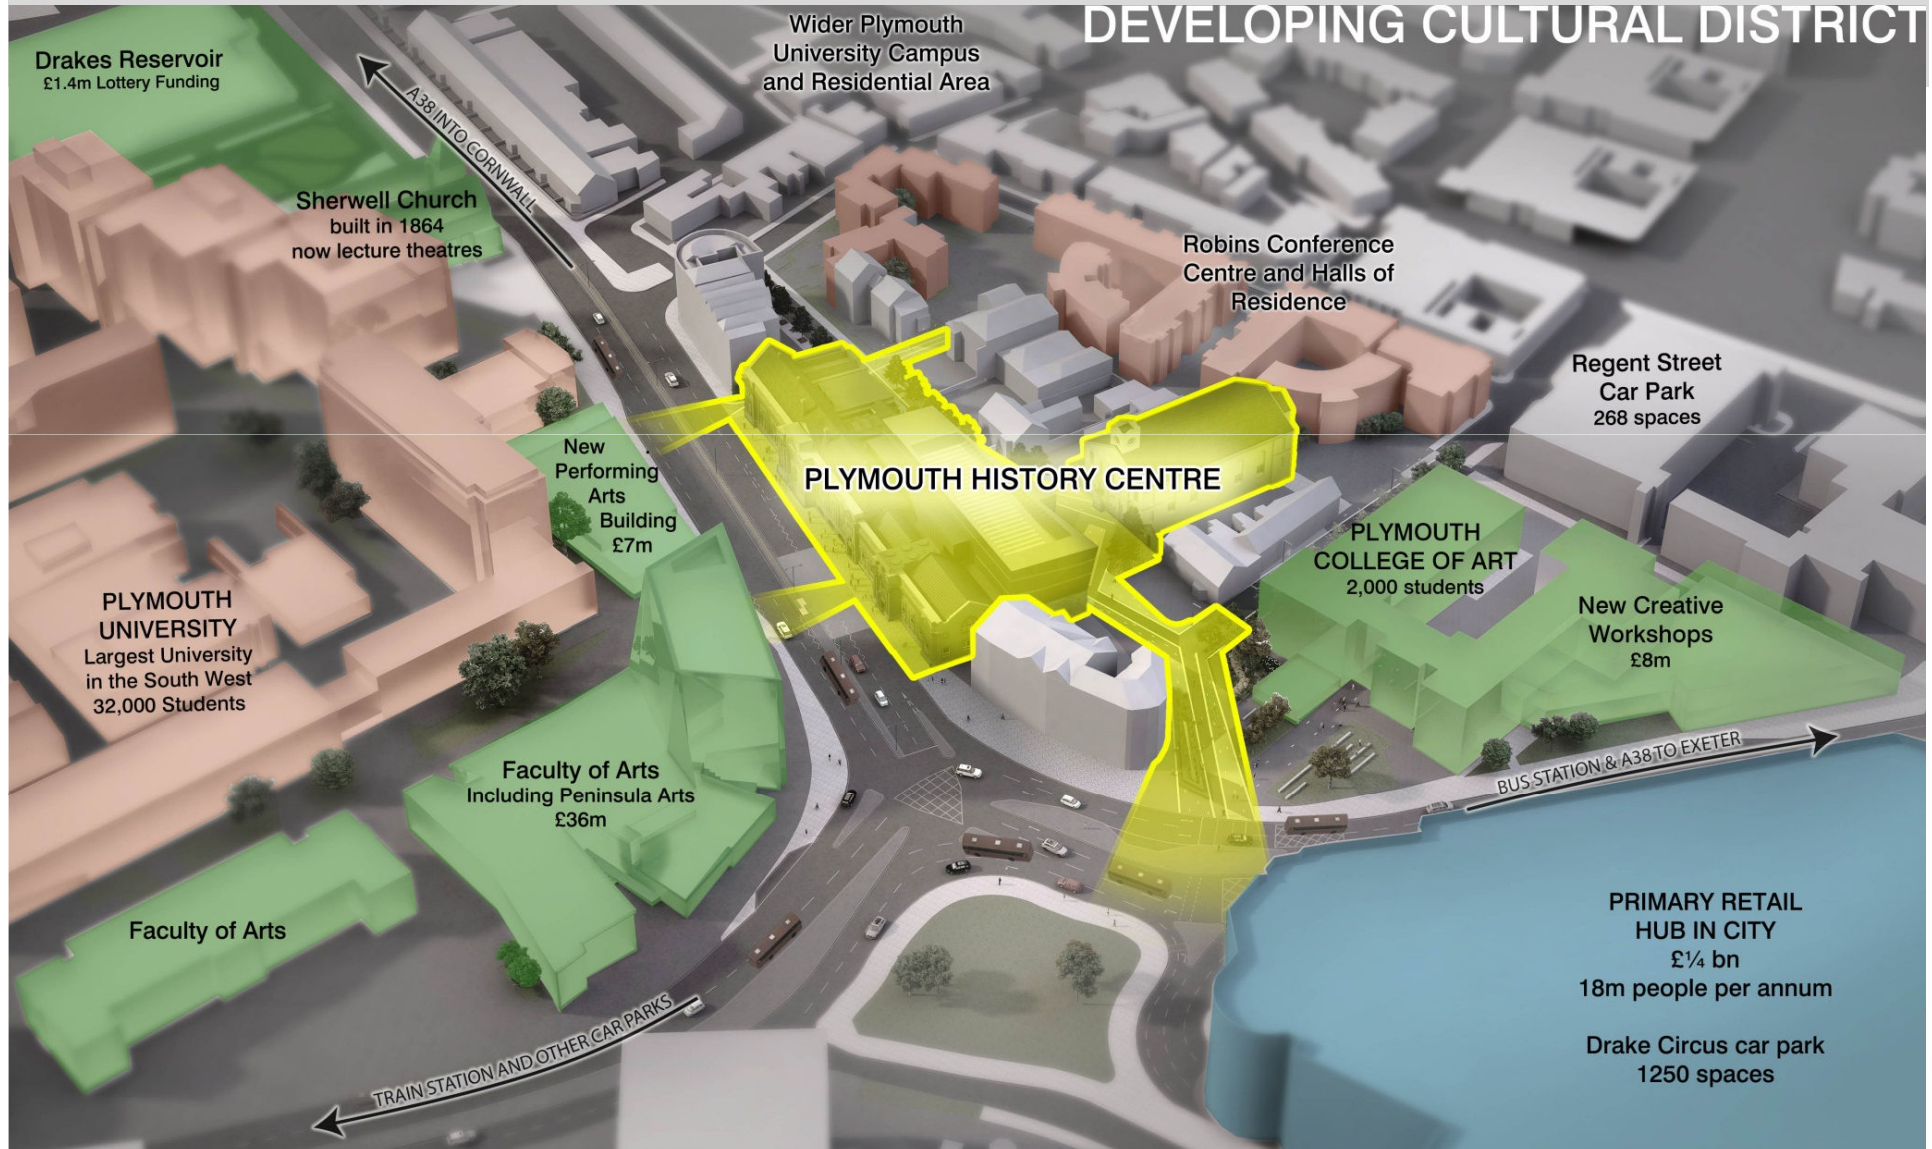 DEVELOPING CULTURAL DISTRICT
Wider Plymouth
University Campus
and Residential Area
Drakes Reservoir
£1.4m Lottery Funding
A38 INTO CORNWALL
Sherwell Church
built in 1864
now lecture theatres
Robins Conference
Centre and Halls of
Residence
Regent Street
Car Park
268 spaces
New
Performing
Arts
Building
£7m
PLYMOUTH HISTORY CENTRE
PLYMOUTH
COLLEGE OF ART
2,000 students
New Creative
Workshops
£8m
PLYMOUTH
UNIVERSITY
Largest University
in the South West
32,000 Students
Faculty of Arts
Including Peninsula Arts
£36m
BUS STATION & A38 TO EXETER
Faculty of Arts
PRIMARY RETAIL
HUB IN CITY
£¼ bn
18m people per annum
Drake Circus car park
1250 spaces
TRAIN STATION AND OTHER CAR PARKS